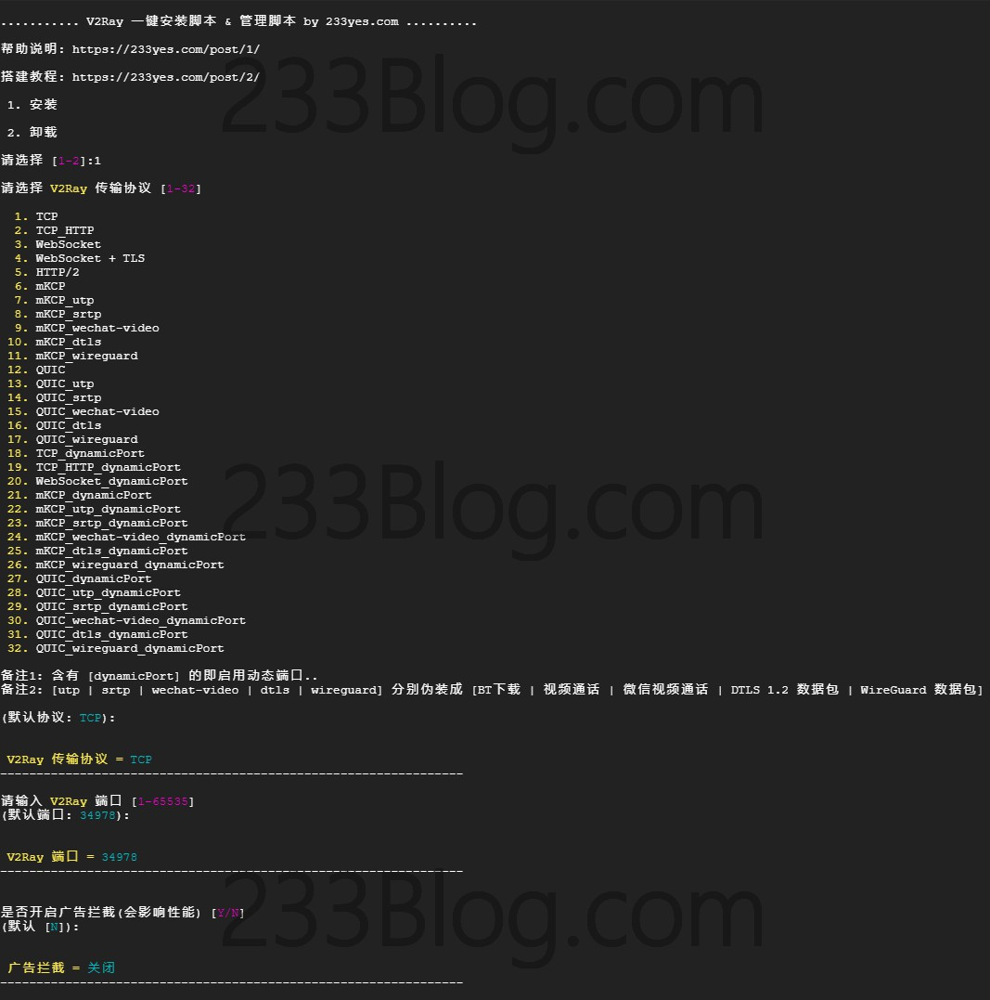 ........... V2Ray 一键安装脚本 & 管理脚本 by 233yes.com ..........
帮助说明: https://233yes.com/post/1/
搭建教程: https://233yes.com/post/2/
233Blog.com
1. 安装
2. 卸载
请选择 [1-2]:1
请选择 V2Ray 传输协议 [1-32]
1. TCP
2. TCP_HTTP
3. WebSocket
4. WebSocket + TLS
5. HTTP/2
6. mKCP
7. mKCP_utp
8. mKCP_srtp
9. mKCP_wechat-video
10. mKCP_dtls
11. mKCP_wireguard
12. QUIC
13. QUIC_utp
14. QUIC_srtp
15. QUIC_wechat-video
16. QUIC_dtls
17. QUIC_wireguard
18. TCP_dynamicPort
19. TCP_HTTP_dynamicPort
20. WebSocket_dynamicPort
233Blog.com
21. mKCP_dynamicPort
22. mKCP_utp_dynamicPort
23. mKCP_srtp_dynamicPort
24. mKCP_wechat-video_dynamicPort
25. mKCP_dtls_dynamicPort
26. mKCP_wireguard_dynamicPort
27. QUIC_dynamicPort
28. QUIC_utp_dynamicPort
29. QUIC_srtp_dynamicPort
30. QUIC_wechat-video_dynamicPort
31. QUIC_dtls_dynamicPort
32. QUIC_wireguard_dynamicPort
备注1: 含有 [dynamicPort] 的即启用动态端口..
备注2: [utp | srtp | wechat-video | dtls | wireguard] 分别伪装成 [BT下载 | 视频通话 | 微信视频通话 | DTLS 1.2 数据包 | WireGuard 数据包]
(默认协议: TCP):
V2Ray 传输协议 = TCP
----------------------------------------------------------------
请输入 V2Ray 端口 [1-65535]
(默认端口: 34978):
V2Ray 端口 = 34978
----------------------------------------------------------------
233Blog.com
是否开启广告拦截(会影响性能) [Y/N]
(默认 [N]):
广告拦截 = 关闭
----------------------------------------------------------------